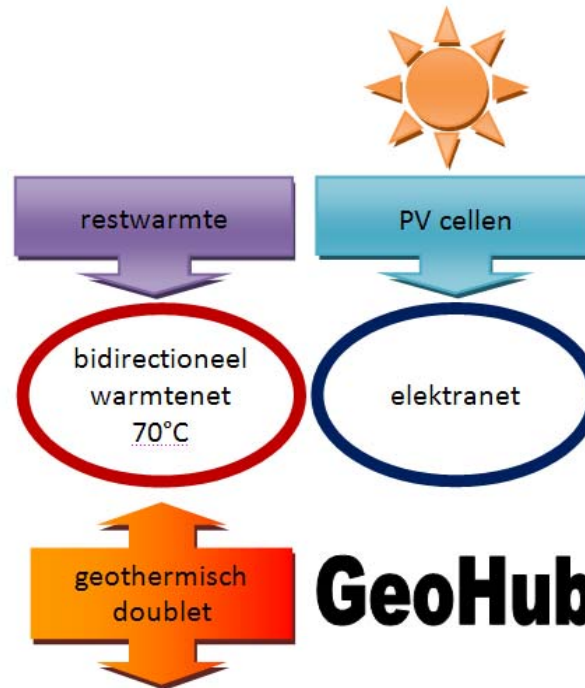 restwarmte
PV cellen
bidirectioneel
warmtenet
70°C
elektranet
geothermisch
doublet
GeoHub